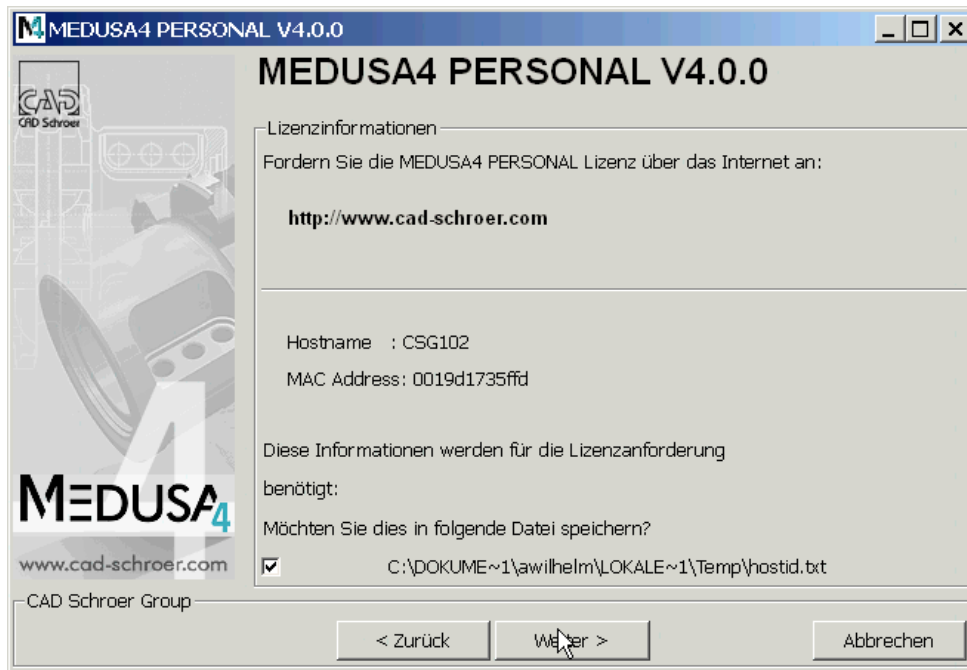 MEDUSA4 PERSONAL V4.0.0
CAD
CAD Schroer
MEDUSA4
www.cad-schroer.com
MEDUSA4 PERSONAL V4.0.0
Lizenzinformationen
Fordern Sie die MEDUSA4 PERSONAL Lizenz über das Internet an:
http://www.cad-schroer.com
Hostname : CSG102
MAC Address: 0019d1735ffd
Diese Informationen werden für die Lizenzanforderung
benötigt:
Möchten Sie dies in folgende Datei speichern?
C:\DOKUME~1\awilhelm\LOKALE~1\Temp\hostid.txt
CAD Schroer Group
< Zurück
Weiter >
Abbrechen